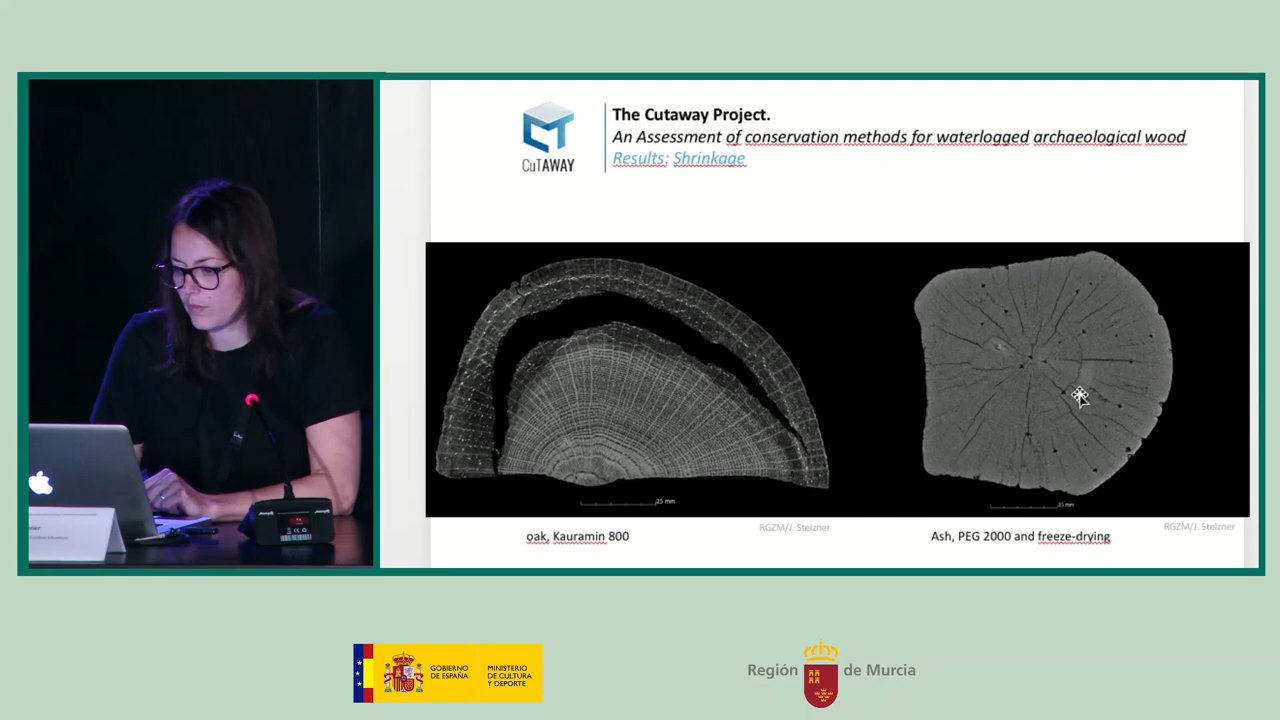 CUTAWAY
The Cutaway Project.
An Assessment of conservation methods for waterlogged archaeological wood
Results: Shrinkage
25 mm
25 mm
RGZM/J. Stelzner
RGZM/J. Stelzner
oak, Kauramin 800
Ash, PEG 2000 and freeze-drying
GOBIERNO
DE ESPAÑA
MINISTERIO
DE CULTURA
Y DEPORTE
Región de Murcia